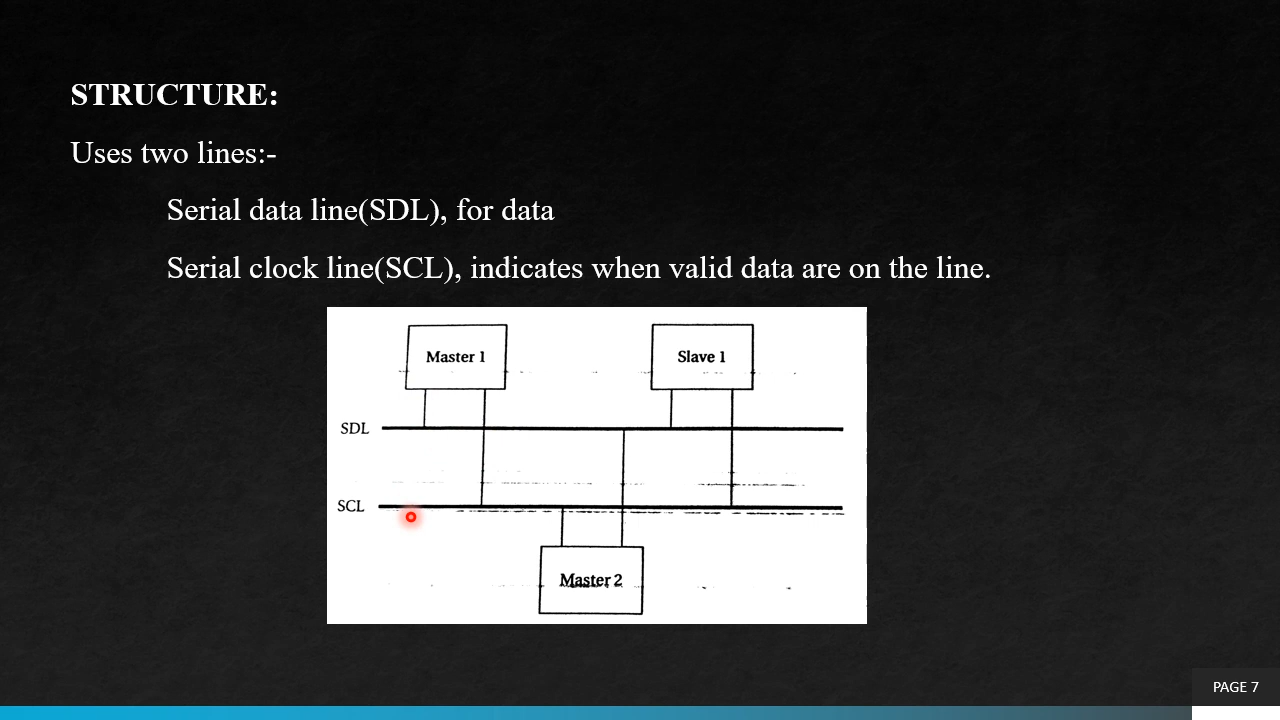 STRUCTURE:
Uses two lines:-
Serial data line(SDL), for data
Serial clock line(SCL), indicates when valid data are on the line.
Master 1
Slave 1
SDL
SCL
Master 2
PAGE 7